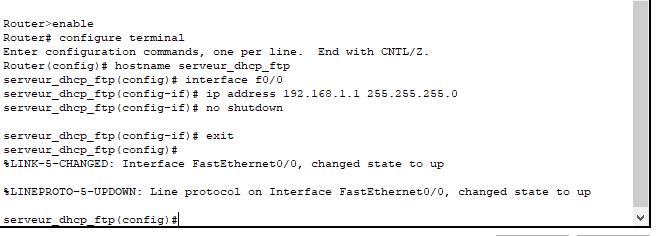 Router>enable
Router# configure terminal
Enter configuration commands, one per line.  End with CNTL/Z.
Router(config)# hostname serveur_dhcp_ftp
serveur_dhcp_ftp(config)# interface f0/0
serveur_dhcp_ftp(config-if)# ip address 192.168.1.1 255.255.255.0
serveur_dhcp_ftp(config-if)# no shutdown
serveur_dhcp_ftp(config-if)# exit
serveur_dhcp_ftp(config)#
%LINK-5-CHANGED: Interface FastEthernet0/0, changed state to up
%LINEPROTO-5-UPDOWN: Line protocol on Interface FastEthernet0/0, changed state to up
serveur_dhcp_ftp(config)#